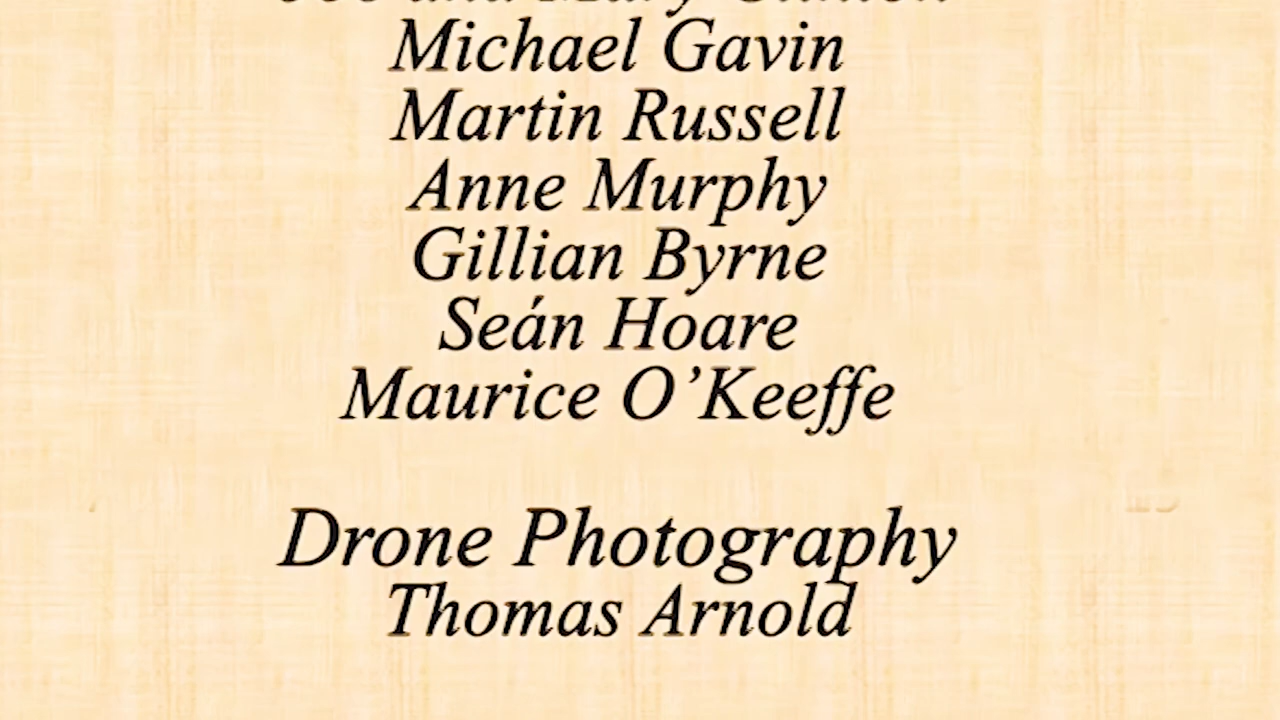 Michael Gavin
Martin Russell
Anne Murphy
Gillian Byrne
Seán Hoare
Maurice O’Keeffe
Drone Photography
Thomas Arnold